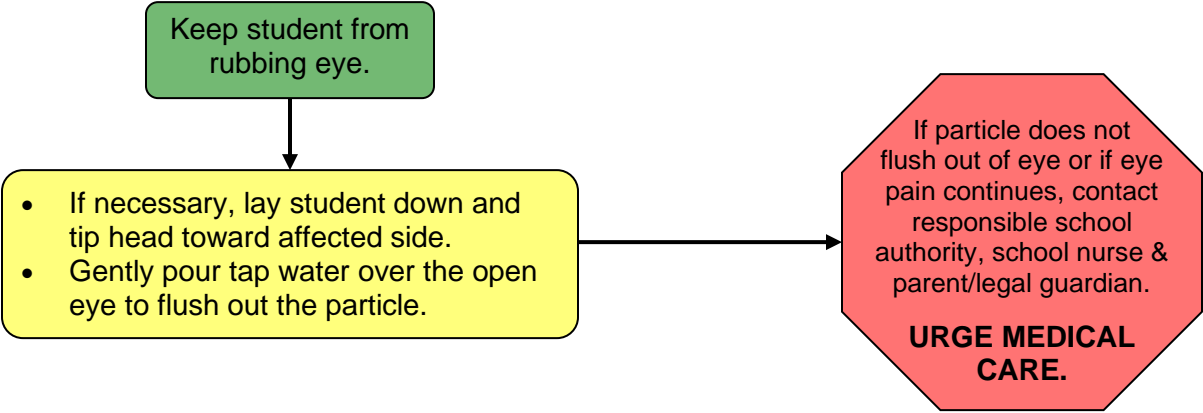 Keep student from
rubbing eye.
• If necessary, lay student down and
tip head toward affected side.
• Gently pour tap water over the open
eye to flush out the particle.
If particle does not
flush out of eye or if eye
pain continues, contact
responsible school
authority, school nurse &
parent/legal guardian.
URGE MEDICAL
CARE.